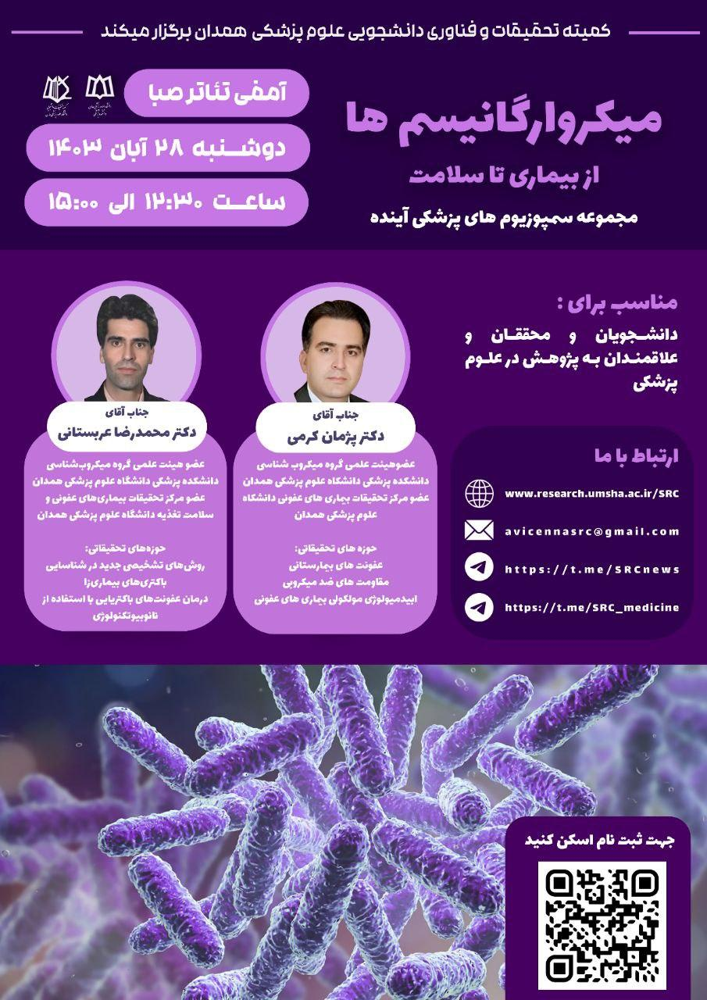 کمیته تحقیقات و فناوری دانشجویی علوم پزشکی همدان برگزار میکند
میکروارگانیسم ها
از بیماری تا سلامت
مجموعه سمپوزیوم های پزشکی آینده
آمفی تئاتر صبا
دوشنبه ۲۸ آبان ۱۴۰۳
ساعت ۱۲:۳۰ الی ۱۵:۰۰
مناسب برای :
دانشجویان و محققان و
علاقمندان به پژوهش در علوم
پزشکی
ارتباط با ما
www.research.umsha.ac.ir/SRC
avicennasrc@gmail.com
https://t.me/SRCnews
https://t.me/SRC_medicine
جناب آقای
دکتر پژمان کرمی
عضوهیئت علمی گروه میکروب شناسی
دانشکده پزشکی دانشگاه علوم پزشکی همدان
عضو مرکز تحقیقات بیماری های عفونی دانشگاه
علوم پزشکی همدان
حوزه های تحقیقاتی:
عفونت های بیمارستانی
مقاومت های ضد میکروبی
اپیدمیولوژی مولکولی بیماری های عفونی
جناب آقای
دکتر محمدرضا عربستانی
عضو هیئت علمی گروه میکروب‌شناسی
دانشکده پزشکی دانشگاه علوم پزشکی همدان
عضو مرکز تحقیقات بیماری‌های عفونی و
سلامت تغذیه دانشگاه علوم پزشکی همدان
حوزه‌های تحقیقاتی:
روش‌های تشخیصی جدید در شناسایی
باکتری‌های بیماری‌زا
درمان عفونت‌های باکتریایی با استفاده از
نانوبیوتکنولوژی
جهت ثبت نام اسکن کنید